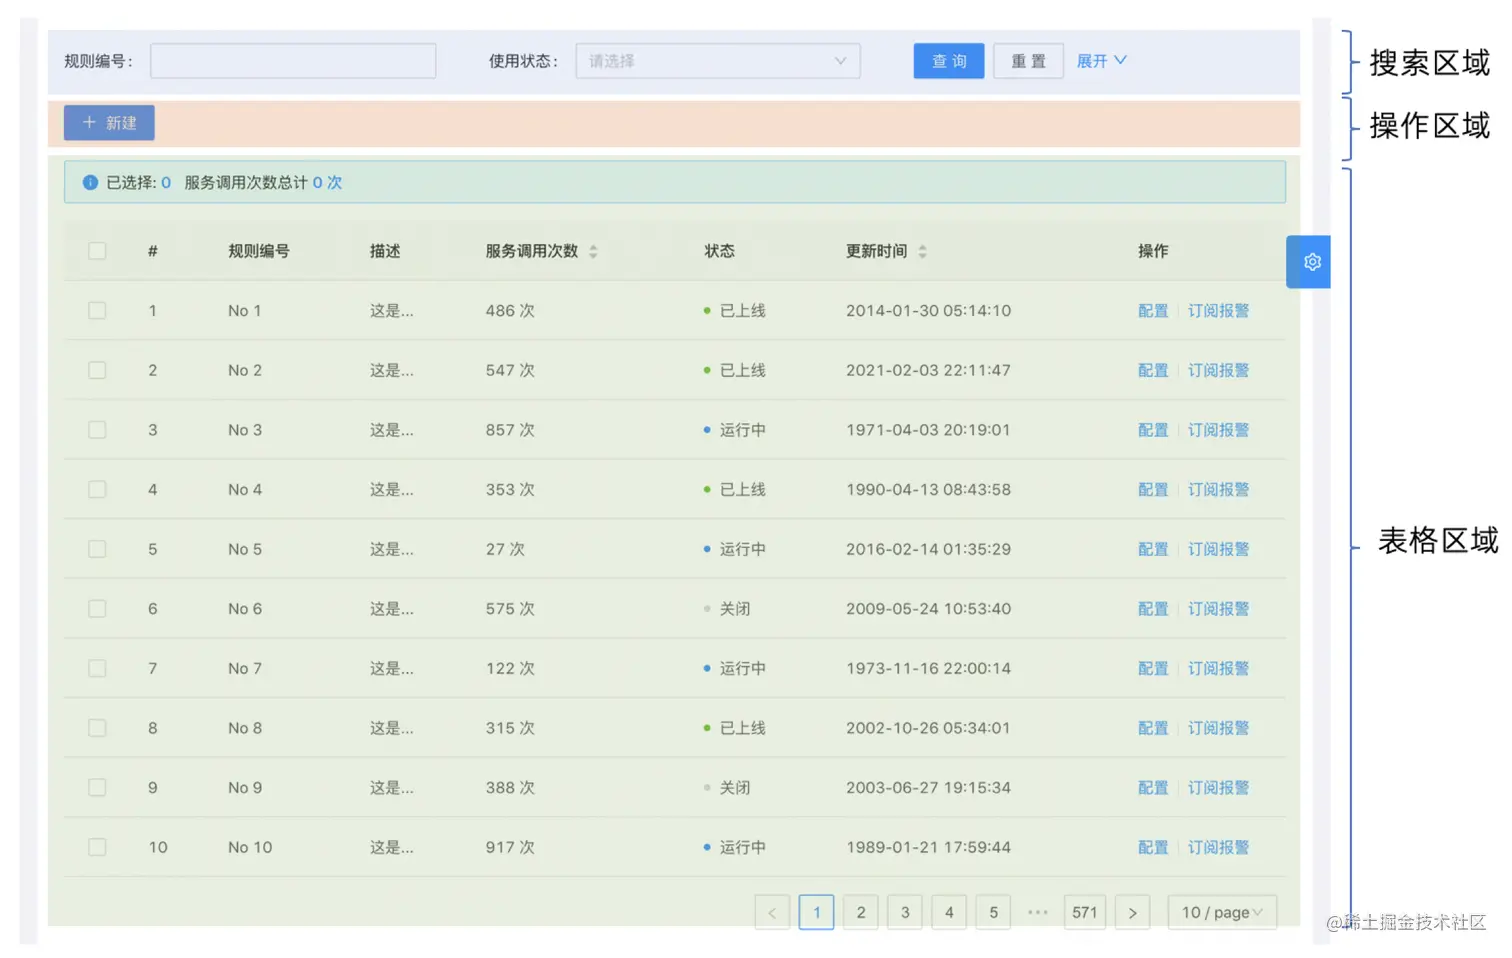 规则编号： 使用状态： 请选择 查 询 重 置 展开 搜索区域
+ 新建 操作区域
已选择: 0 服务调用次数总计 0 次
# 规则编号 描述 服务调用次数 状态 更新时间 操作
1 No 1 这是... 486 次 已上线 2014-01-30 05:14:10 配置 订阅报警
2 No 2 这是... 547 次 已上线 2021-02-03 22:11:47 配置 订阅报警
3 No 3 这是... 857 次 运行中 1971-04-03 20:19:01 配置 订阅报警
4 No 4 这是... 353 次 已上线 1990-04-13 08:43:58 配置 订阅报警
5 No 5 这是... 27 次 运行中 2016-02-14 01:35:29 配置 订阅报警
表格区域
6 No 6 这是... 575 次 关闭 2009-05-24 10:53:40 配置 订阅报警
7 No 7 这是... 122 次 运行中 1973-11-16 22:00:14 配置 订阅报警
8 No 8 这是... 315 次 已上线 2002-10-26 05:34:01 配置 订阅报警
9 No 9 这是... 388 次 关闭 2003-06-27 19:15:34 配置 订阅报警
10 No 10 这是... 917 次 运行中 1989-01-21 17:59:44 配置 订阅报警
< 1 2 3 4 5 ••• 571 > 10 / page
@稀土掘金技术社区